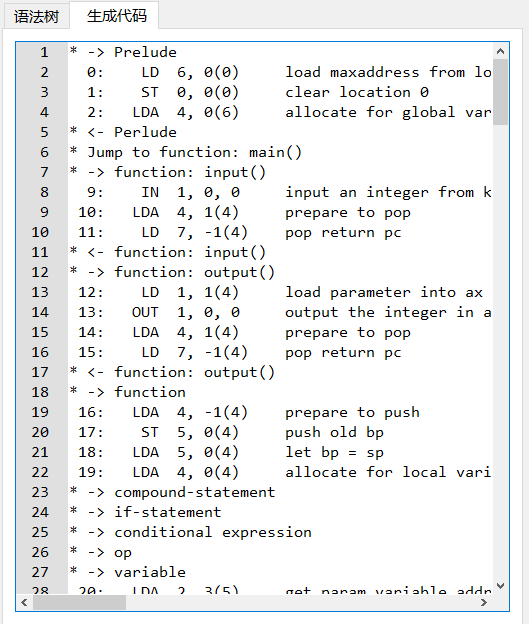 语法树 生成代码
1 * -> Prelude
2 0: LD 6, 0(0) load maxaddress from lo
3 1: ST 0, 0(0) clear location 0
4 2: LDA 4, 0(6) allocate for global var
5 * <- Perlude
6 * Jump to function: main()
7 * -> function: input()
8 9: IN 1, 0, 0 input an integer from k
9 10: LDA 4, 1(4) prepare to pop
10 11: LD 7, -1(4) pop return pc
11 * <- function: input()
12 * -> function: output()
13 12: LD 1, 1(4) load parameter into ax
14 13: OUT 1, 0, 0 output the integer in a
15 14: LDA 4, 1(4) prepare to pop
16 15: LD 7, -1(4) pop return pc
17 * <- function: output()
18 * -> function
19 16: LDA 4, -1(4) prepare to push
20 17: ST 5, 0(4) push old bp
21 18: LDA 5, 0(4) let bp = sp
22 19: LDA 4, 0(4) allocate for local vari
23 * -> compound-statement
24 * -> if-statement
25 * -> conditional expression
26 * -> op
27 * -> variable
28 20: LDA 2, 3(5) get param variable addr